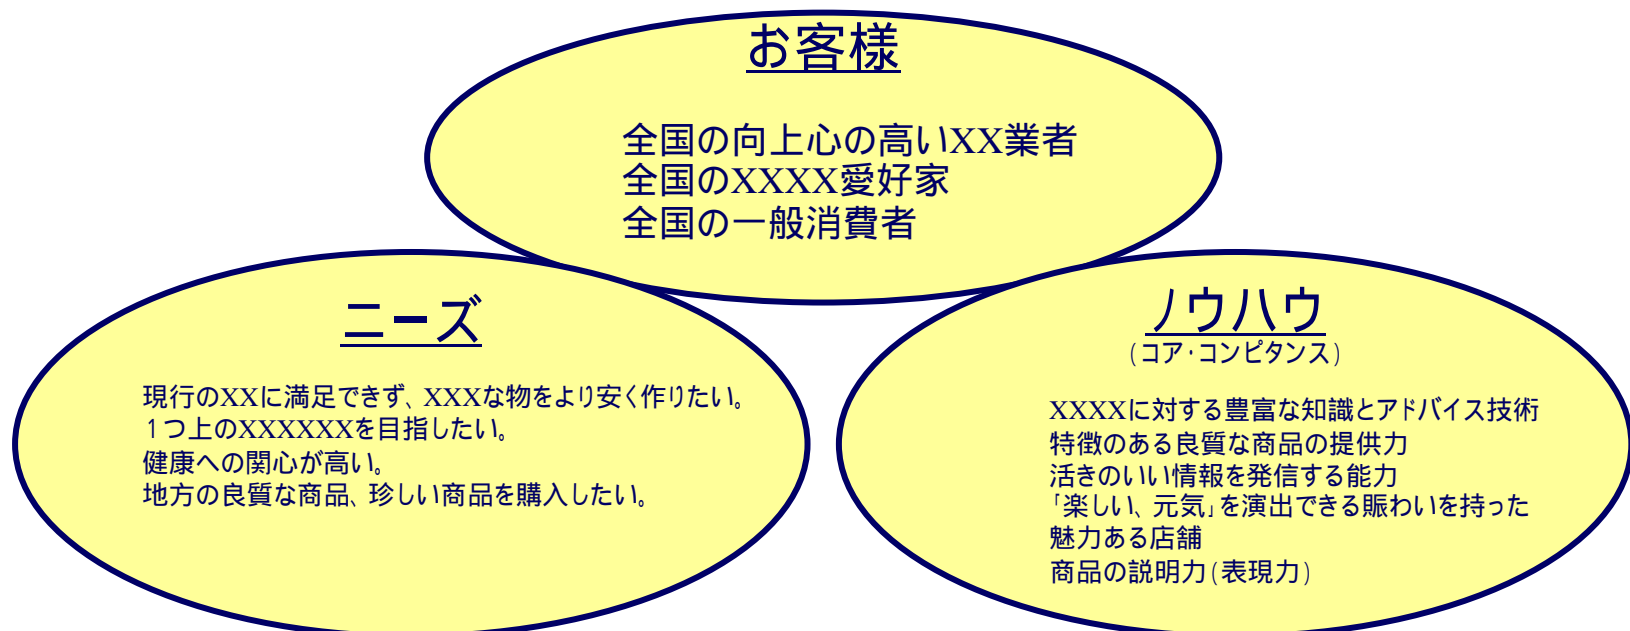 お客様
全国の向上心の高いXX業者
全国のXXXX愛好家
全国の一般消費者
ニーズ
現行のXXに満足できず、XXXな物をより安く作りたい。
1つ上のXXXXXXを目指したい。
健康への関心が高い。
地方の良質な商品、珍しい商品を購入したい。
ノウハウ
(コア・コンピタンス)
XXXXに対する豊富な知識とアドバイス技術
特徴のある良質な商品の提供力
活きのいい情報を発信する能力
「楽しい、元気」を演出できる賑わいを持った
魅力ある店舗
商品の説明力(表現力)